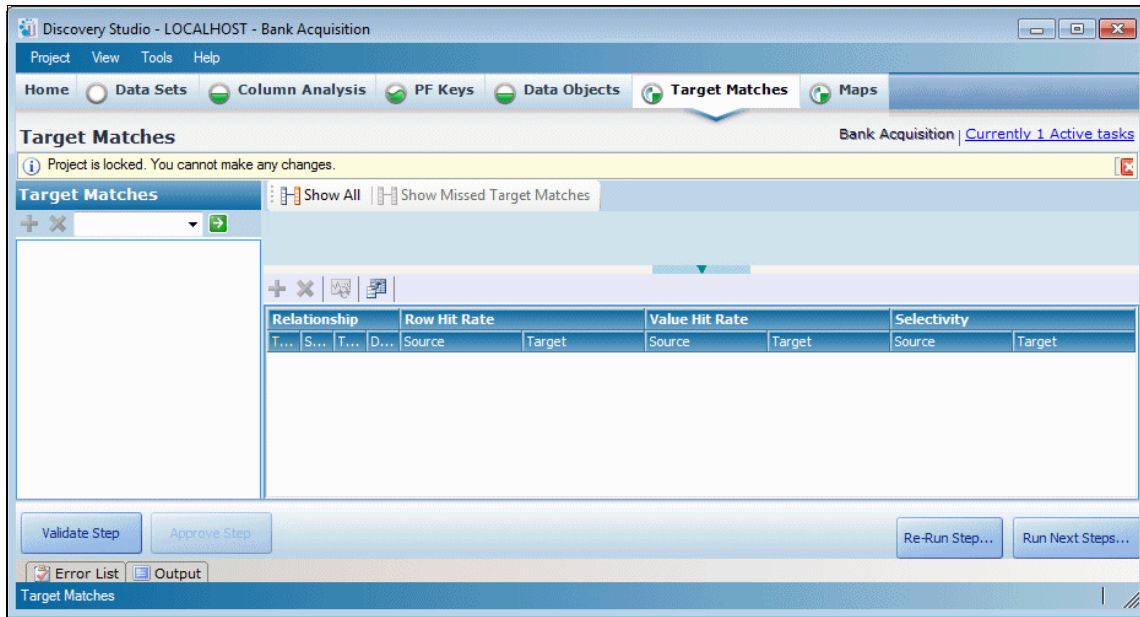 Discovery Studio - LOCALHOST - Bank Acquisition
Project View Tools Help
Home Data Sets Column Analysis PF Keys Data Objects Target Matches Maps
Target Matches Bank Acquisition | Currently 1 Active tasks
Project is locked. You cannot make any changes.
Target Matches Show All Show Missed Target Matches
Relationship Row Hit Rate Value Hit Rate Selectivity
T... S... T... D... Source Target Source Target Source Target
Validate Step Approve Step Re-Run Step... Run Next Steps...
Error List Output
Target Matches